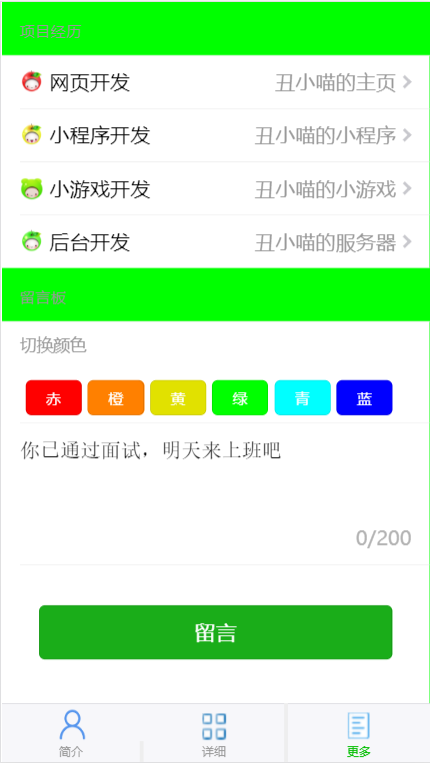 网页开发 丑小喵的主页
小程序开发 丑小喵的小程序
小游戏开发 丑小喵的小游戏
后台开发 丑小喵的服务器
留言板
切换颜色
赤 橙 黄 绿 青 蓝
你已通过面试，明天来上班吧
0/200
留言
简介 详细 更多